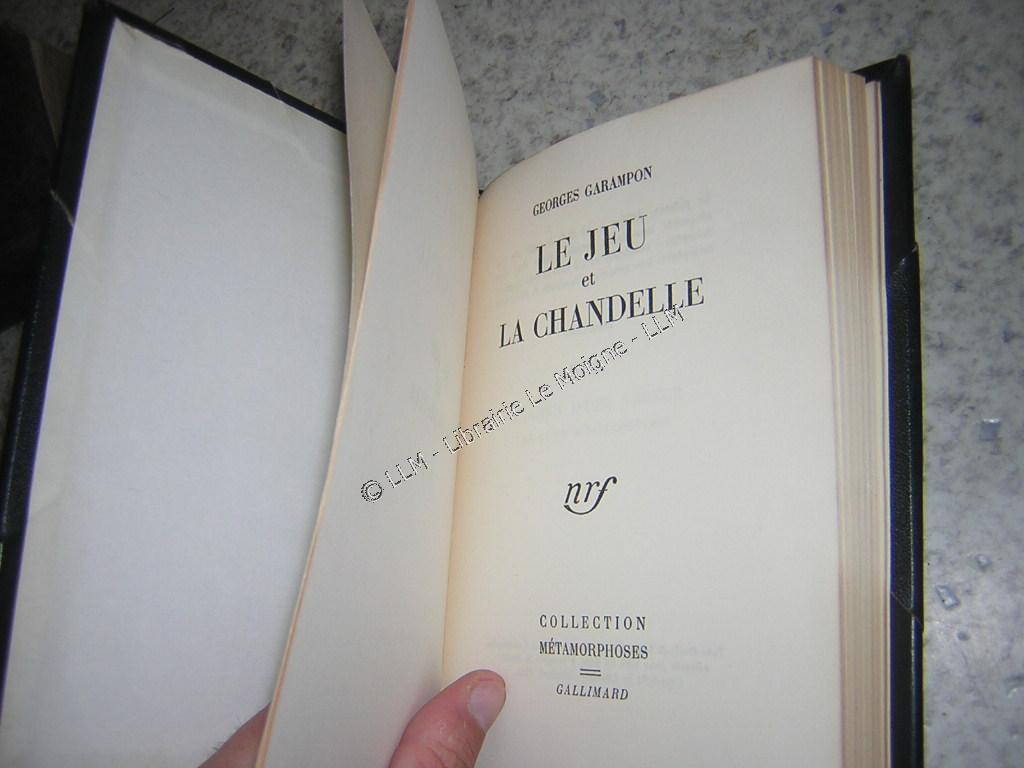 GEORGES GARAMPON
LE JEU
et
LA CHANDELLE
© LLM - Librairie Le Moigne - LLM
nrf
COLLECTION
MÉTAMORPHOSES
GALLIMARD